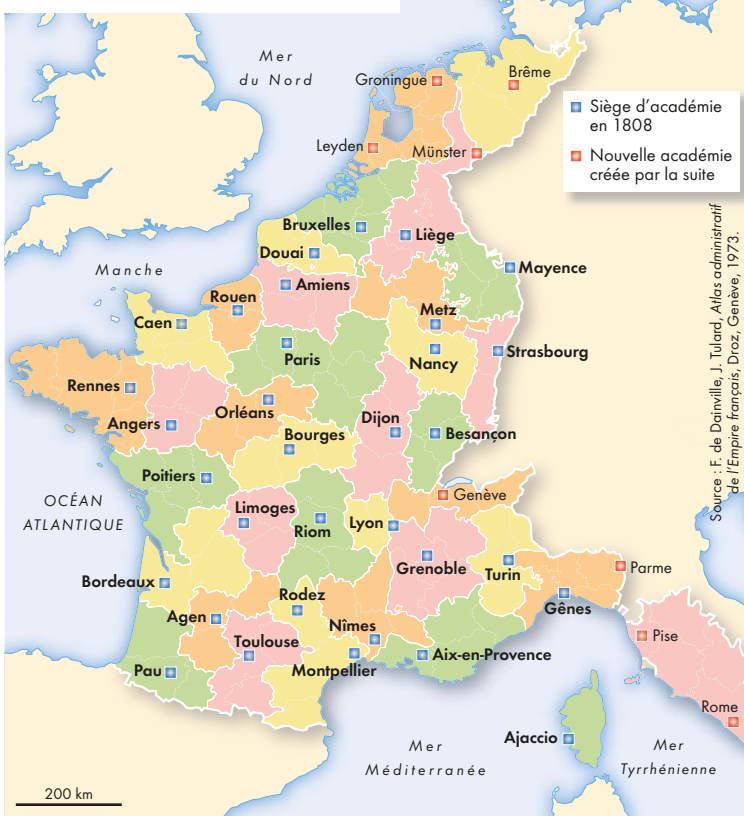 Mer
du Nord
Groningue
Brême
Siège d'académie
en 1808
Nouvelle académie
créée par la suite
Leyden
Münster
Bruxelles
Liège
Douai
Mayence
Manche
Amiens
Rouen
Caen
Metz
Paris
Nancy
Strasbourg
Rennes
Orléans
Angers
Dijon
Bourges
Besançon
Poitiers
OCÉAN
ATLANTIQUE
Genève
Limoges
Riom
Lyon
Grenoble
Turin
Parme
Bordeaux
Rodez
Gênes
Agen
Nîmes
Toulouse
Pise
Aix-en-Provence
Pau
Montpellier
Rome
Ajaccio
Mer
Méditerranée
Mer
Tyrrhénienne
200 km
Source : F. de Dainville, J. Tulard, Atlas administratif
de l'Empire français, Droz, Genève, 1973.